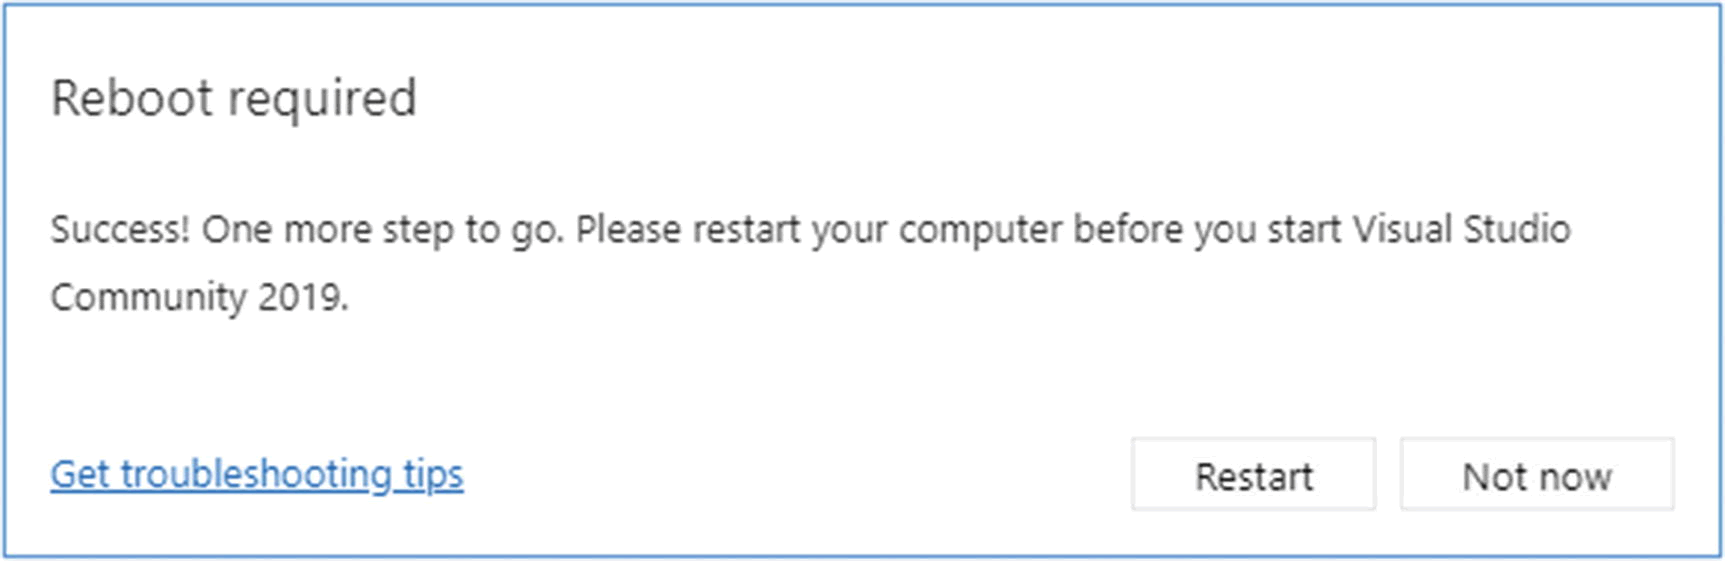 Reboot required
Success! One more step to go. Please restart your computer before you start Visual Studio
Community 2019.
Get troubleshooting tips
Restart
Not now